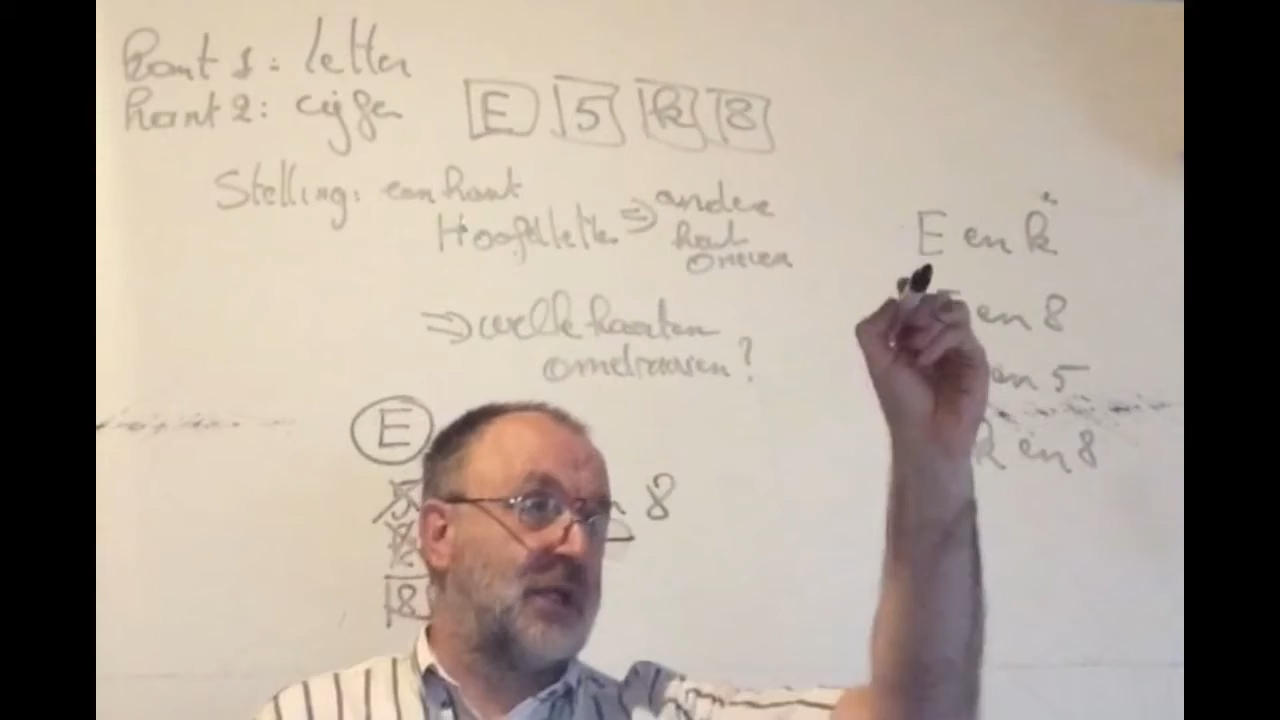 kant 1: letter
kant 2: cijfer
E 5 k 8
Stelling: een kant
Hoofdletter ⇒ andere
kant
oneven
⇒ welke kaarten
omdraaien?
E
5
8
8
E en k
en 8
en 5
k en 8